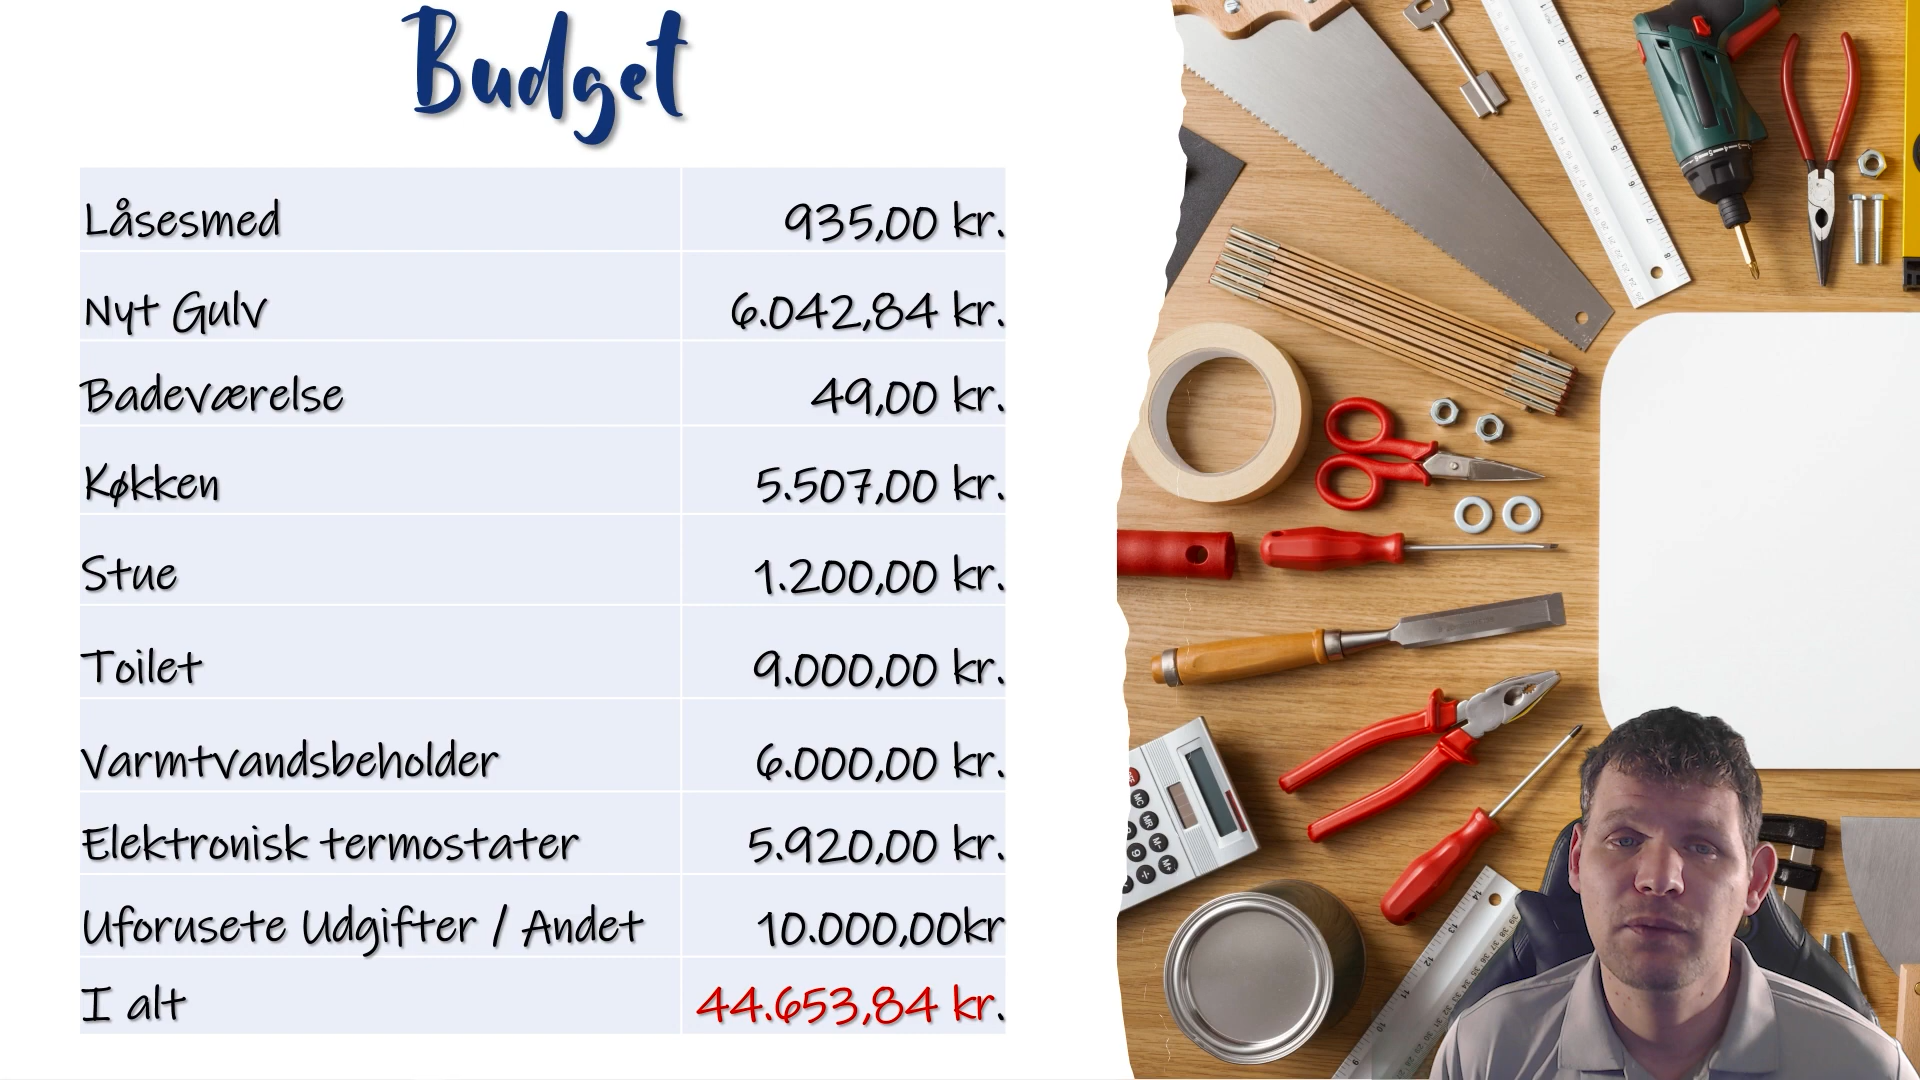 Budget
Låsesmed 935,00 kr.
Nyt Gulv 6.042,84 kr.
Badeværelse 49,00 kr.
Køkken 5.507,00 kr.
Stue 1.200,00 kr.
Toilet 9.000,00 kr.
Varmtvandsbeholder 6.000,00 kr.
Elektronisk termostater 5.920,00 kr.
Uforusete Udgifter / Andet 10.000,00kr
I alt 44.653,84 kr.